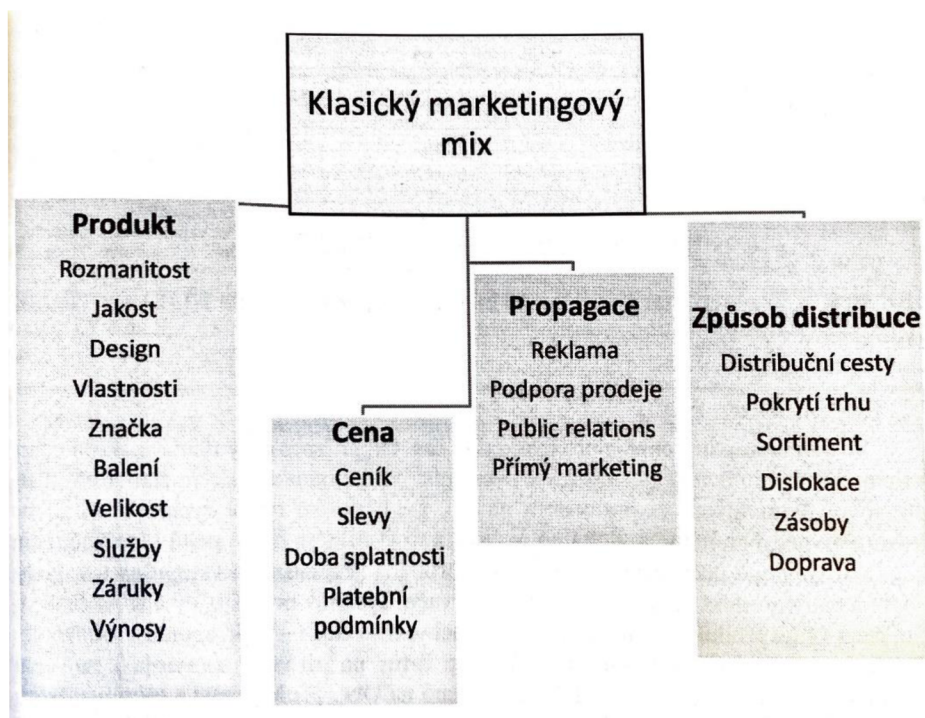 Klasický marketingový
mix
Produkt
Rozmanitost
Jakost
Design
Vlastnosti
Značka
Balení
Velikost
Služby
Záruky
Výnosy
Cena
Ceník
Slevy
Doba splatnosti
Platební
podmínky
Propagace
Reklama
Podpora prodeje
Public relations
Přímý marketing
Způsob distribuce
Distribuční cesty
Pokrytí trhu
Sortiment
Dislokace
Zásoby
Doprava